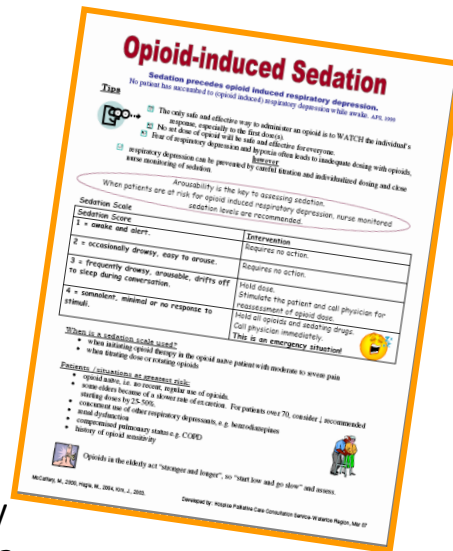 Opioid-induced Sedation
Sedation precedes opioid induced respiratory depression.
No patient has succumbed to (opioid induced) respiratory depression while awake. APS, 1999
Tips
The only safe and effective way to administer an opioid is to WATCH the individual's
response, especially to the first dose(s).
No set dose of opioid will be safe and effective for everyone.
Fear of respiratory depression and hypoxia often leads to inadequate dosing with opioids,
however
respiratory depression can be prevented by careful titration and individualized dosing and close
nurse monitoring of sedation.
Arousability is the key to assessing sedation.
When patients are at risk for opioid induced respiratory depression, nurse monitored
sedation levels are recommended.
Sedation Scale
Sedation Score
Intervention
1 = awake and alert.
Requires no action.
2 = occasionally drowsy, easy to arouse.
Requires no action.
3 = frequently drowsy, arousable, drifts off
to sleep during conversation.
Hold dose.
Stimulate the patient and call physician for
reassessment of opioid dose.
4 = somnolent, minimal or no response to
stimuli.
Hold all opioids and sedating drugs.
Call physician immediately.
This is an emergency situation!
When is a sedation scale used?
when initiating opioid therapy in the opioid naïve patient with moderate to severe pain
when titrating dose or rotating opioids
Patients /situations at greatest risk:
opioid naïve, i.e. no recent, regular use of opioids.
some elders because of a slower rate of excretion. For patients over 70, consider ↓ recommended
starting doses by 25-50%
concurrent use of other respiratory depressants, e.g. benzodiazepines
renal dysfunction
compromised pulmonary status e.g. COPD
history of opioid sensitivity
Opioids in the elderly act "stronger and longer", so "start low and go slow" and assess.
McCaffery, M., 2000, Hagle, M., 2004, Kim, J., 2003.
Developed by: Hospice Palliative Care Consultation Service-Waterloo Region, Mar 07